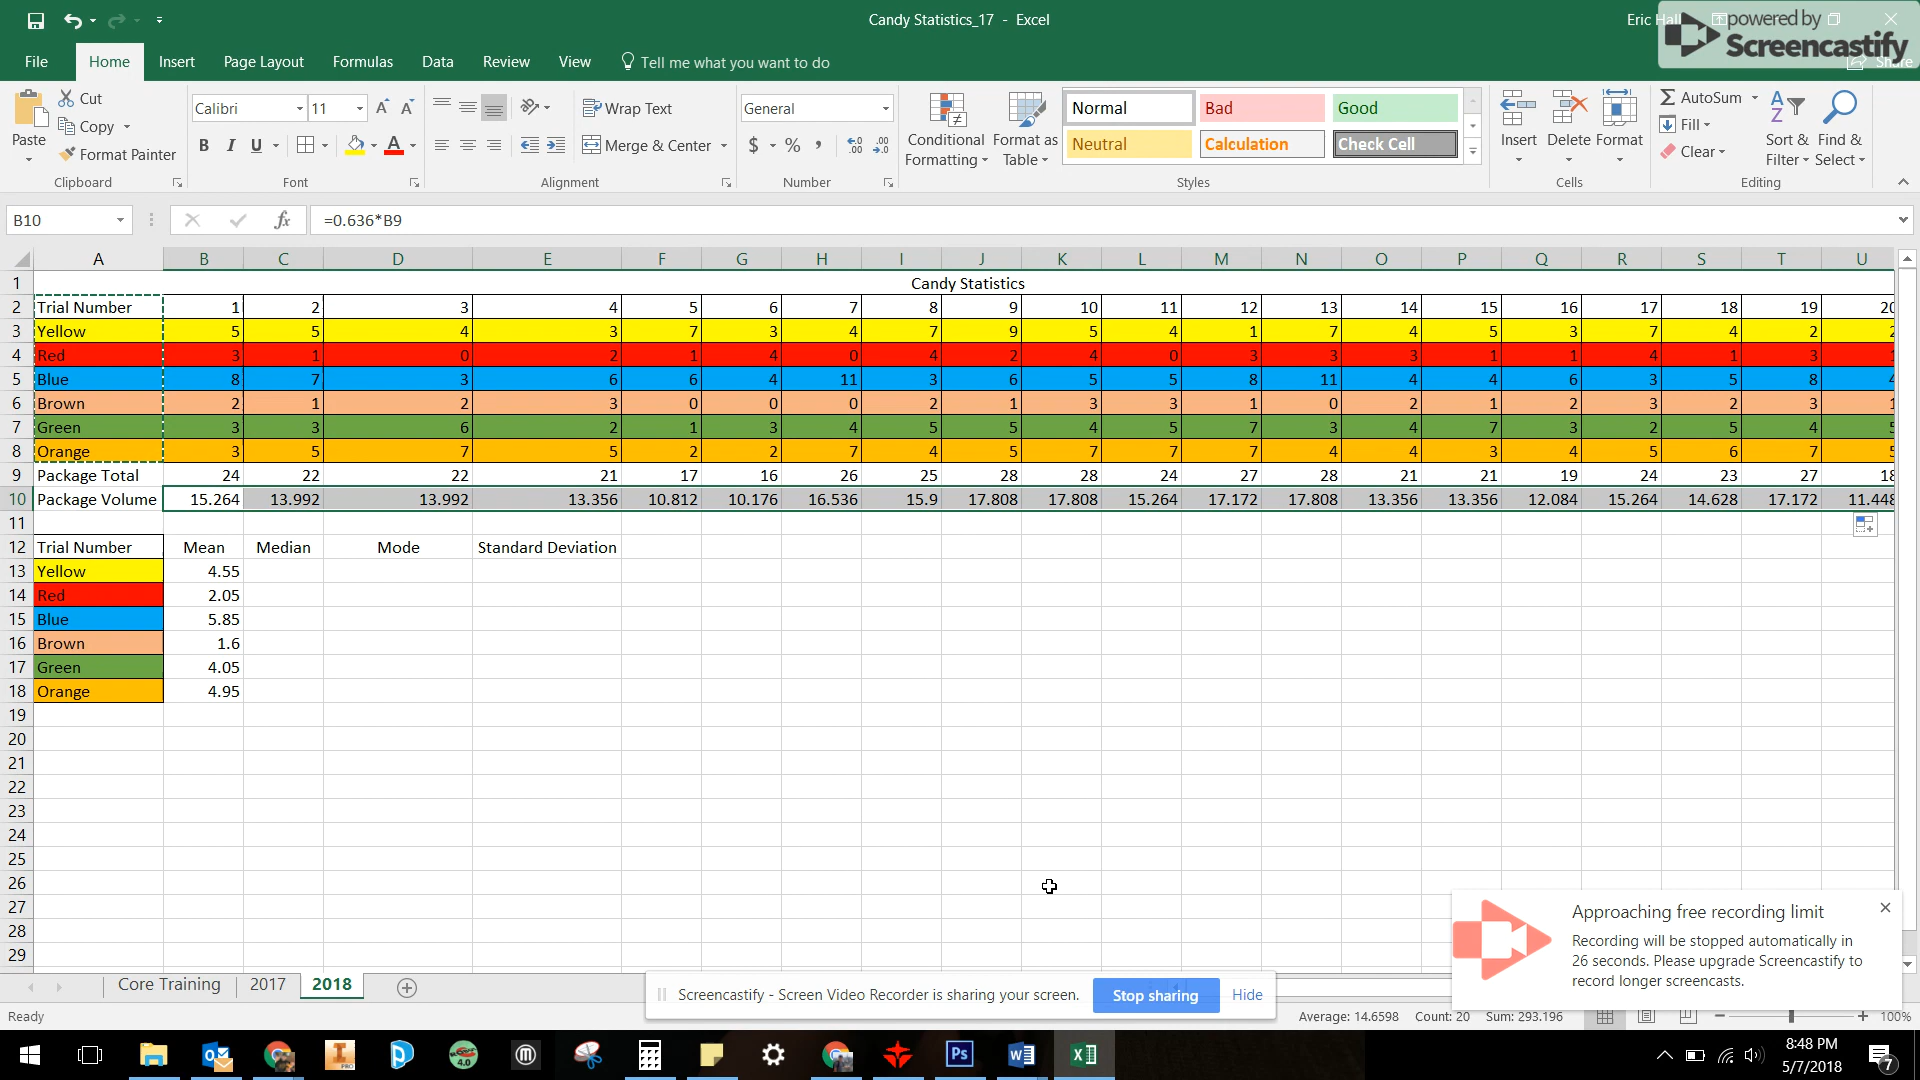 Candy Statistics_17 - Excel
Eric Hall
powered by
Screencastify
File Home Insert Page Layout Formulas Data Review View Tell me what you want to do
Share
Paste
Cut
Copy
Format Painter
Clipboard
Calibri 11
B I U
Font
Wrap Text
Merge & Center
Alignment
General
$ % ,
Number
Conditional Formatting
Format as Table
Normal Bad Good
Neutral Calculation Check Cell
Styles
Insert Delete Format
Cells
AutoSum
Fill
Clear
Sort & Filter
Find & Select
Editing
B10 fx =0.636*B9
A B C D E F G H I J K L M N O P Q R S T U
1 Candy Statistics
2 Trial Number 1 2 3 4 5 6 7 8 9 10 11 12 13 14 15 16 17 18 19 20
3 Yellow 5 5 4 3 7 3 4 7 9 5 4 1 7 4 5 3 7 4 2 2
4 Red 3 1 0 2 1 4 0 4 2 4 0 3 3 3 1 1 4 1 3 1
5 Blue 8 7 3 6 6 4 11 3 6 5 5 8 11 4 4 6 3 5 8 4
6 Brown 2 1 2 3 0 0 0 2 1 3 3 1 0 2 1 2 3 2 3 1
7 Green 3 3 6 2 1 3 4 5 5 4 5 7 3 4 7 3 2 5 4 5
8 Orange 3 5 7 5 2 2 7 4 5 7 7 7 4 4 3 4 5 6 7 5
9 Package Total 24 22 22 21 17 16 26 25 28 28 24 27 28 21 21 19 24 23 27 18
10 Package Volume 15.264 13.992 13.992 13.356 10.812 10.176 16.536 15.9 17.808 17.808 15.264 17.172 17.808 13.356 13.356 12.084 15.264 14.628 17.172 11.448
11
12 Trial Number Mean Median Mode Standard Deviation
13 Yellow 4.55
14 Red 2.05
15 Blue 5.85
16 Brown 1.6
17 Green 4.05
18 Orange 4.95
19
20
21
22
23
24
25
26
27
28
29
Approaching free recording limit
Recording will be stopped automatically in
26 seconds. Please upgrade Screencastify to
record longer screencasts.
Core Training 2017 2018
Screencastify - Screen Video Recorder is sharing your screen. Stop sharing Hide
Ready
Average: 14.6598 Count: 20 Sum: 293.196 100%
8:48 PM
5/7/2018
7